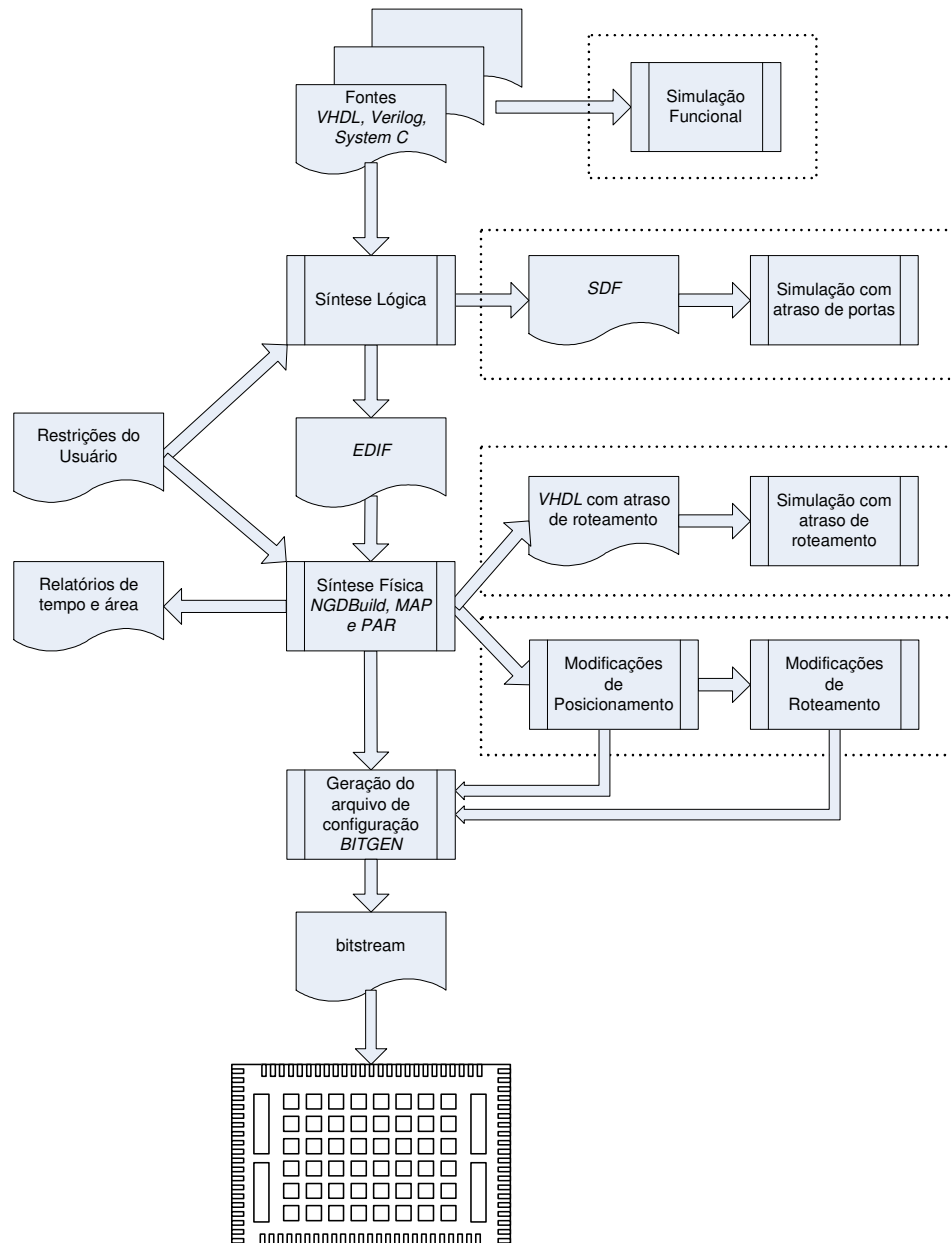 Fontes
VHDL, Verilog,
System C
Simulação
Funcional
Síntese Lógica
SDF
Simulação com
atraso de portas
Restrições do
Usuário
EDIF
VHDL com atraso
de roteamento
Simulação com
atraso de
roteamento
Relatórios de
tempo e área
Síntese Física
NGDBuild, MAP
e PAR
Modificações
de
Posicionamento
Modificações
de
Roteamento
Geração do
arquivo de
configuração
BITGEN
bitstream